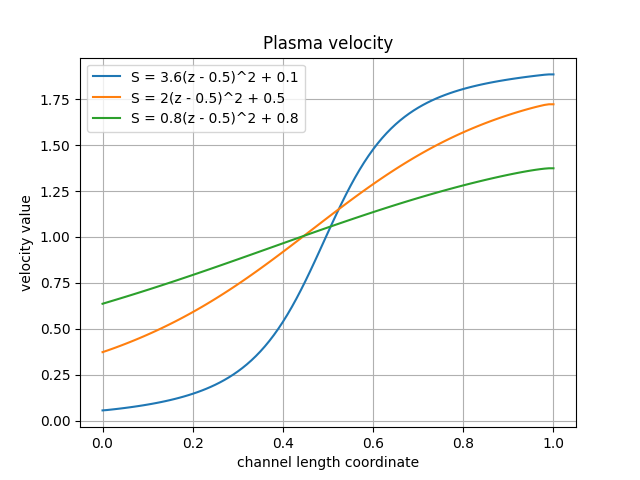 Plasma velocity
S = 3.6(z - 0.5)^2 + 0.1
S = 2(z - 0.5)^2 + 0.5
S = 0.8(z - 0.5)^2 + 0.8
velocity value
1.75
1.50
1.25
1.00
0.75
0.50
0.25
0.00
0.0 0.2 0.4 0.6 0.8 1.0
channel length coordinate